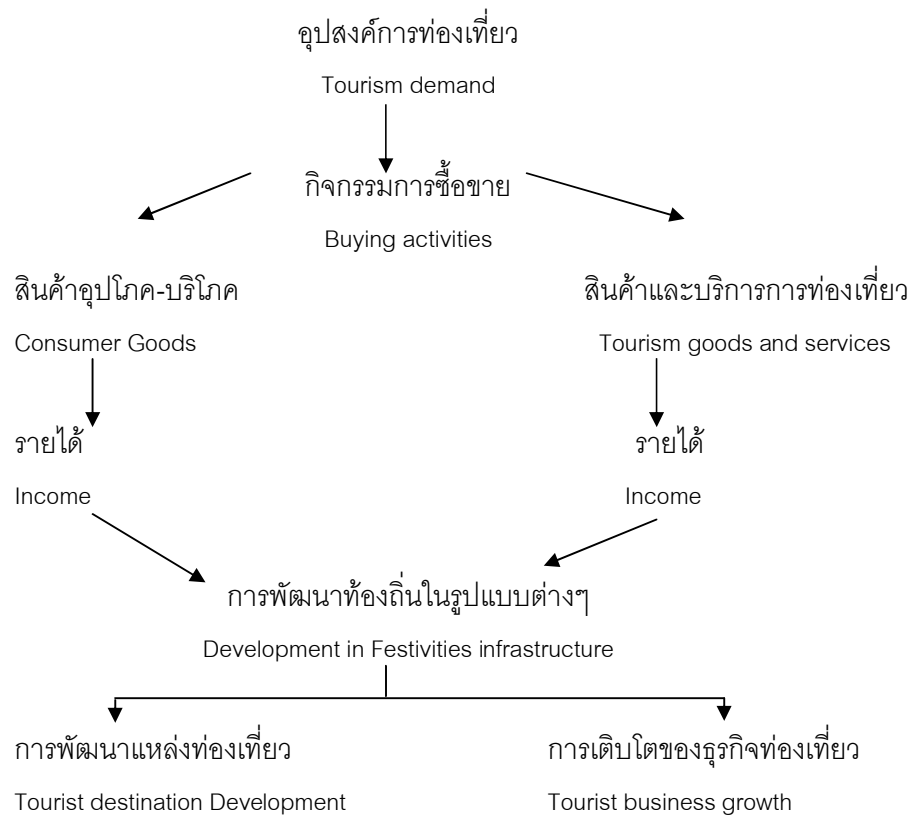 อุปสงค์การท่องเที่ยว
Tourism demand
กิจกรรมการซื้อขาย
Buying activities
สินค้าอุปโภค-บริโภค
Consumer Goods
สินค้าและบริการการท่องเที่ยว
Tourism goods and services
รายได้
Income
รายได้
Income
การพัฒนาท้องถิ่นในรูปแบบต่างๆ
Development in Festivities infrastructure
การพัฒนาแหล่งท่องเที่ยว
Tourist destination Development
การเติบโตของธุรกิจท่องเที่ยว
Tourist business growth